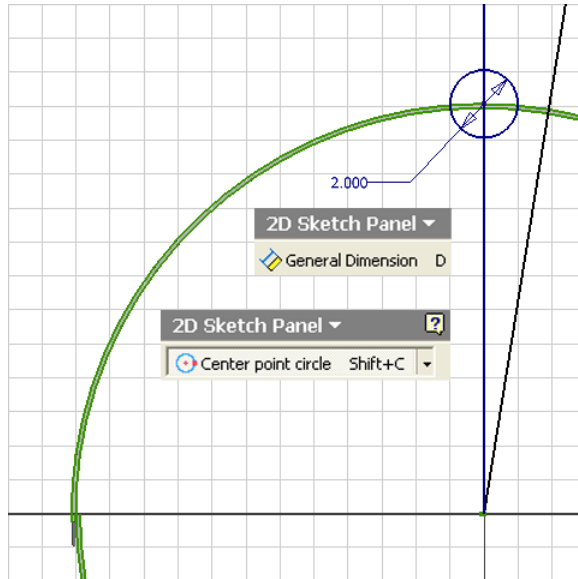 2.000
2D Sketch Panel
General Dimension D
2D Sketch Panel ?
Center point circle Shift+C